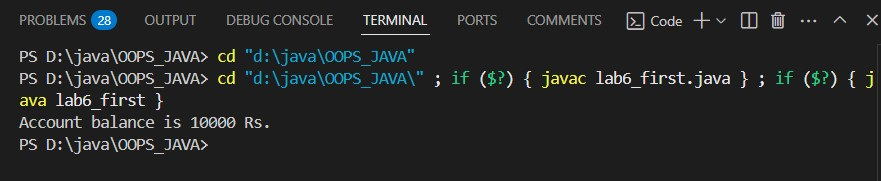 PROBLEMS 28 OUTPUT DEBUG CONSOLE TERMINAL PORTS COMMENTS Code
PS D:\java\OOPS_JAVA> cd "d:\java\OOPS_JAVA"
PS D:\java\OOPS_JAVA> cd "d:\java\OOPS_JAVA\" ; if ($?) { javac lab6_first.java } ; if ($?) { j
ava lab6_first }
Account balance is 10000 Rs.
PS D:\java\OOPS_JAVA>